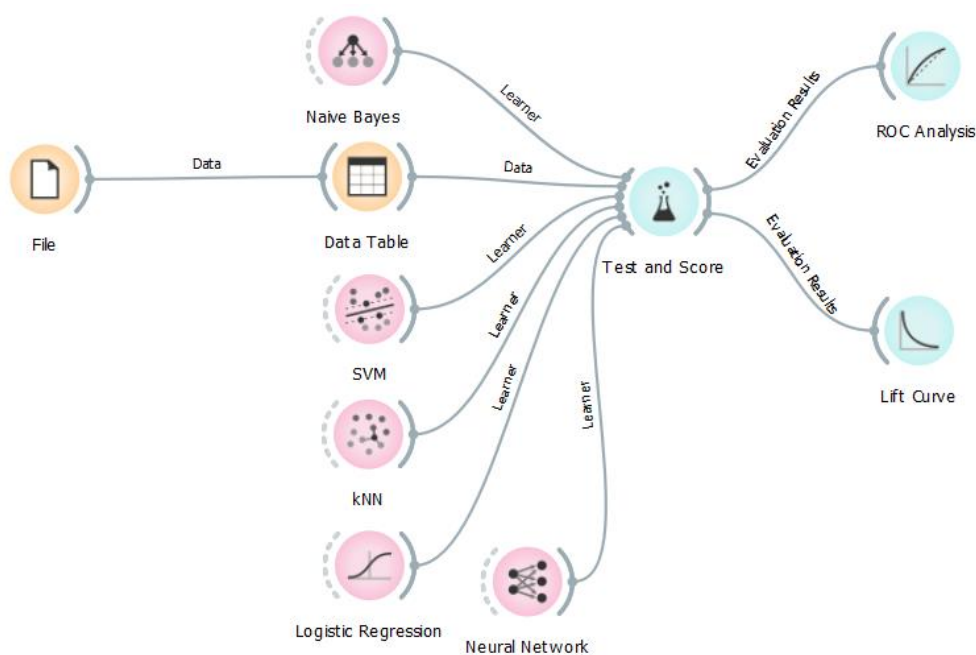 Naive Bayes
Learner
Evaluation Results
ROC Analysis
File
Data
Data Table
Data
Test and Score
Learner
SVM
Evaluation Results
Lift Curve
Learner
kNN
Learner
Learner
Logistic Regression
Neural Network